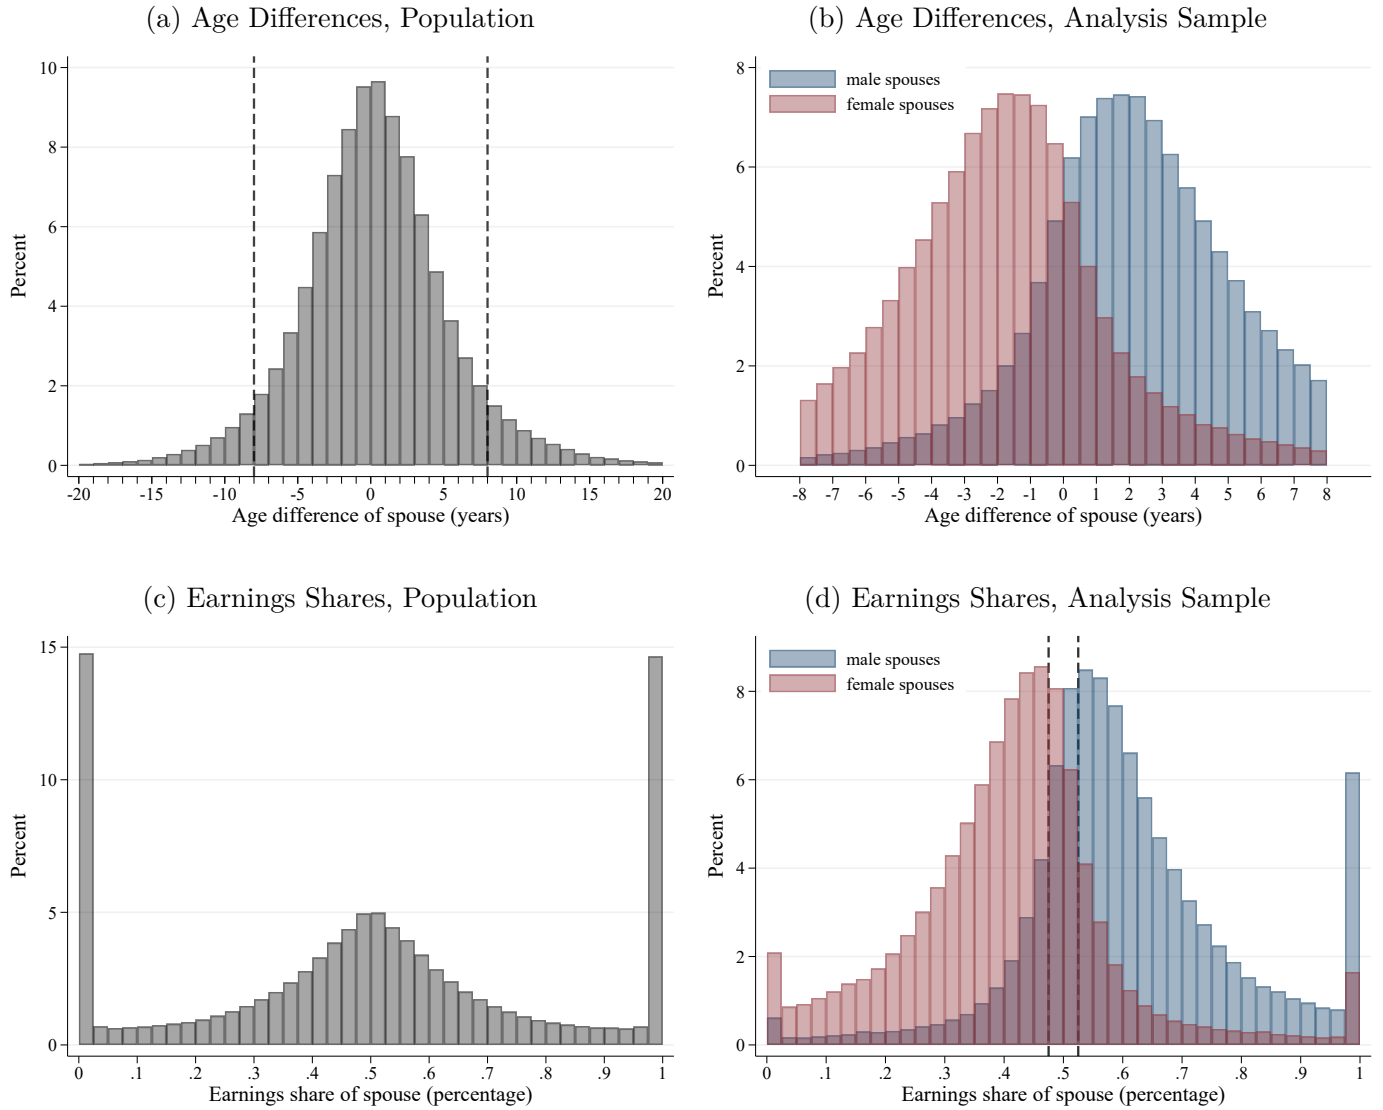 (a) Age Differences, Population
10
8
6
4
2
0
Percent
-20 -15 -10 -5 0 5 10 15 20
Age difference of spouse (years)
(b) Age Differences, Analysis Sample
male spouses
female spouses
8
6
4
2
0
Percent
-8 -7 -6 -5 -4 -3 -2 -1 0 1 2 3 4 5 6 7 8
Age difference of spouse (years)
(c) Earnings Shares, Population
15
10
5
0
Percent
0 .1 .2 .3 .4 .5 .6 .7 .8 .9 1
Earnings share of spouse (percentage)
(d) Earnings Shares, Analysis Sample
male spouses
female spouses
8
6
4
2
0
Percent
0 .1 .2 .3 .4 .5 .6 .7 .8 .9 1
Earnings share of spouse (percentage)